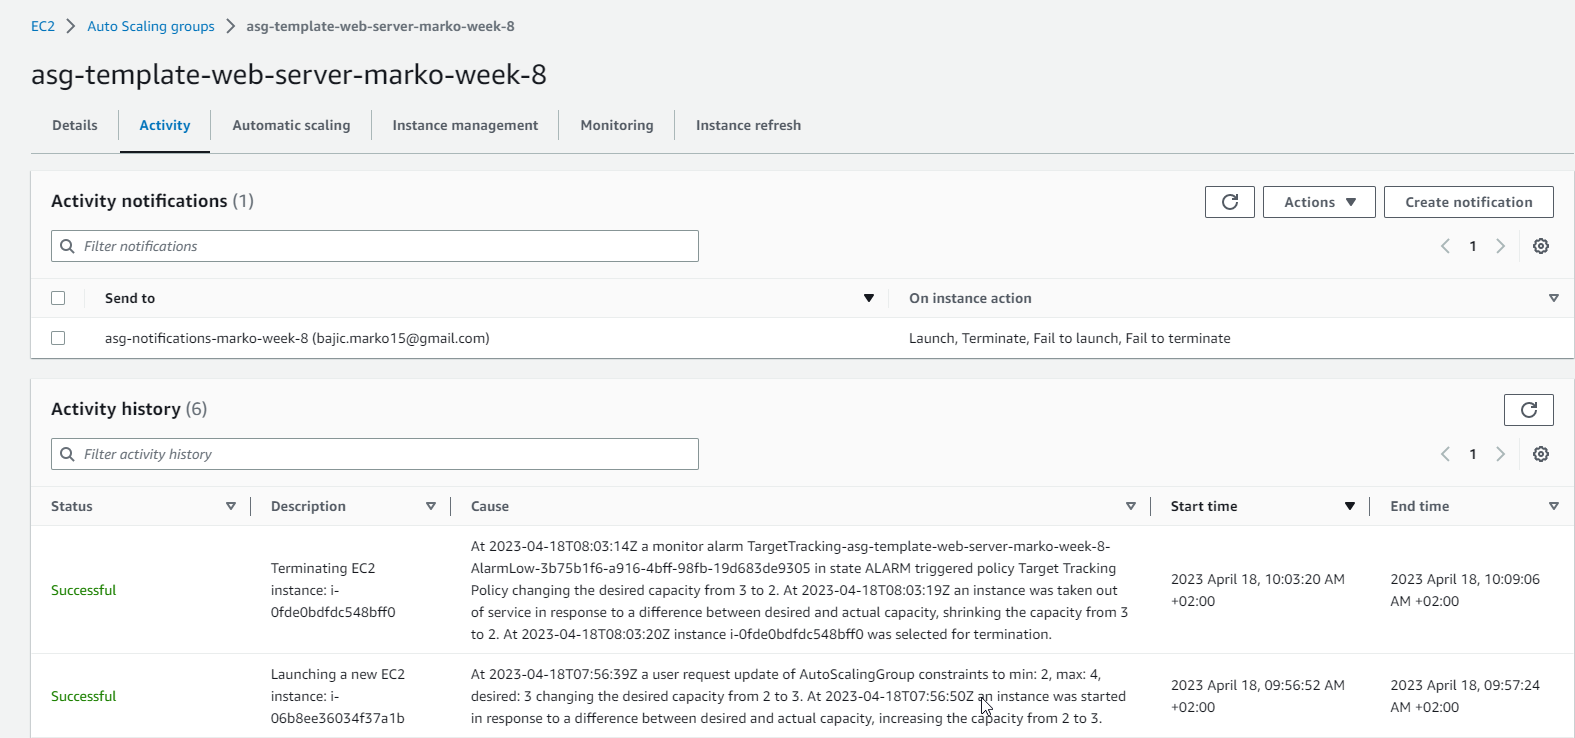 EC2 > Auto Scaling groups > asg-template-web-server-marko-week-8
asg-template-web-server-marko-week-8
Details Activity Automatic scaling Instance management Monitoring Instance refresh
Activity notifications (1)
Actions Create notification
Filter notifications
1
Send to On instance action
asg-notifications-marko-week-8 (bajic.marko15@gmail.com) Launch, Terminate, Fail to launch, Fail to terminate
Activity history (6)
Filter activity history
1
Status Description Cause Start time End time
Successful
Terminating EC2
instance: i-
0fde0bdfdc548bff0
At 2023-04-18T08:03:14Z a monitor alarm TargetTracking-asg-template-web-server-marko-week-8-
AlarmLow-3b75b1f6-a916-4bff-98fb-19d683de9305 in state ALARM triggered policy Target Tracking
Policy changing the desired capacity from 3 to 2. At 2023-04-18T08:03:19Z an instance was taken out
of service in response to a difference between desired and actual capacity, shrinking the capacity from 3
to 2. At 2023-04-18T08:03:20Z instance i-0fde0bdfdc548bff0 was selected for termination.
2023 April 18, 10:03:20 AM
+02:00
2023 April 18, 10:09:06
AM +02:00
Successful
Launching a new EC2
instance: i-
06b8ee36034f37a1b
At 2023-04-18T07:56:39Z a user request update of AutoScalingGroup constraints to min: 2, max: 4,
desired: 3 changing the desired capacity from 2 to 3. At 2023-04-18T07:56:50Z an instance was started
in response to a difference between desired and actual capacity, increasing the capacity from 2 to 3.
2023 April 18, 09:56:52 AM
+02:00
2023 April 18, 09:57:24
AM +02:00